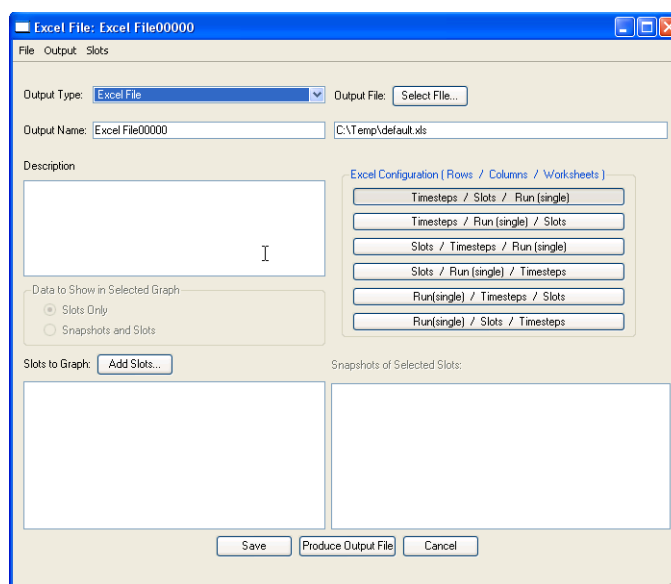 Excel File: Excel File00000
File Output Slots
Output Type: Excel File Output File: Select FIle...
Output Name: Excel File00000 C:\Temp\default.xls
Description
Excel Configuration ( Rows / Columns / Worksheets )
Timesteps / Slots / Run (single)
Timesteps / Run (single) / Slots
Slots / Timesteps / Run (single)
Slots / Run (single) / Timesteps
Run(single) / Timesteps / Slots
Run(single) / Slots / Timesteps
Data to Show in Selected Graph
Slots Only
Snapshots and Slots
Slots to Graph: Add Slots... Snapshots of Selected Slots:
Save Produce Output File Cancel